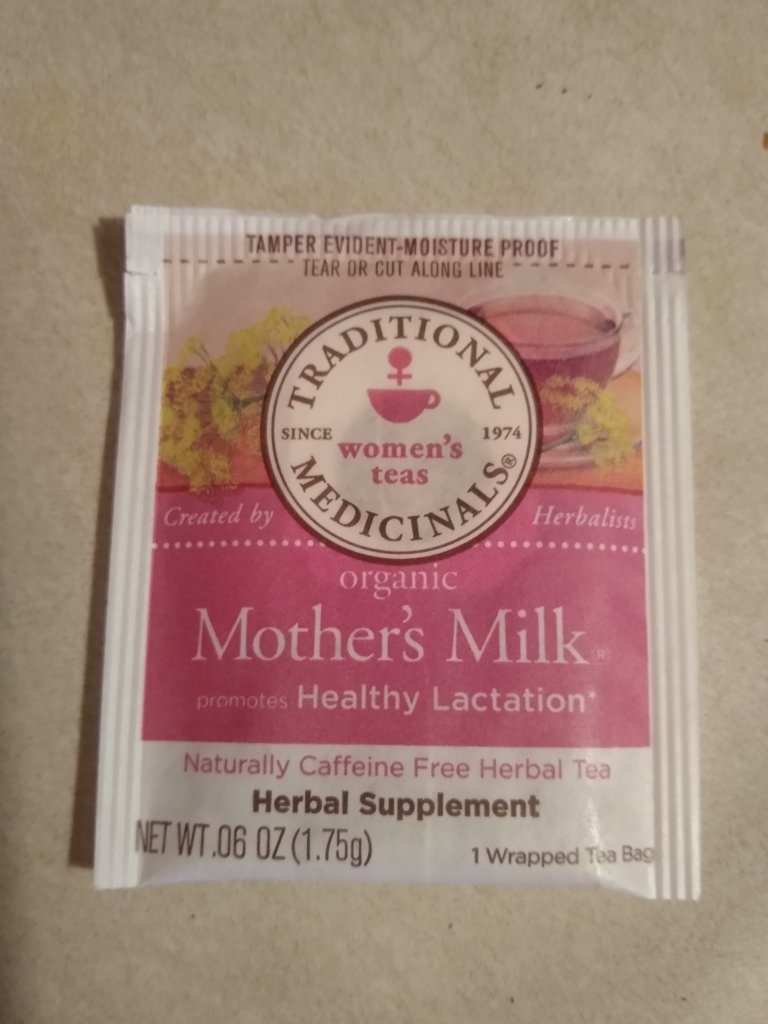 TAMPER EVIDENT-MOISTURE PROOF
TEAR OR CUT ALONG LINE
TRADITIONAL
SINCE 1974
women's
teas
MEDICINALS®
Created by Herbalists
organic
Mother's Milk®
promotes Healthy Lactation*
Naturally Caffeine Free Herbal Tea
Herbal Supplement
NET WT .06 OZ (1.75g) 1 Wrapped Tea Bag